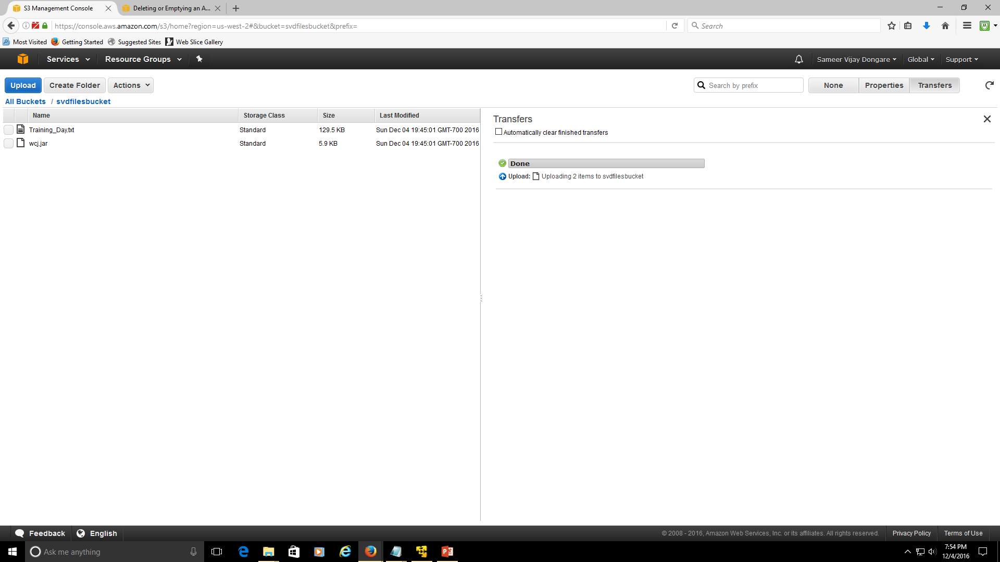 S3 Management Console
Deleting or Emptying an A...
https://console.aws.amazon.com/s3/home?region=us-west-2#&bucket=svdfilesbucket&prefix=
Search
Most Visited
Getting Started
Suggested Sites
Web Slice Gallery
Services
Resource Groups
Sameer Vijay Dongare
Global
Support
Upload
Create Folder
Actions
Search by prefix
None
Properties
Transfers
All Buckets / svdfilesbucket
Name Storage Class Size Last Modified
Training_Day.txt Standard 129.5 KB Sun Dec 04 19:45:01 GMT-700 2016
wcj.jar Standard 5.9 KB Sun Dec 04 19:45:01 GMT-700 2016
Transfers
Automatically clear finished transfers
Done
Upload: Uploading 2 items to svdfilesbucket
Feedback
English
© 2008 - 2016, Amazon Web Services, Inc. or its affiliates. All rights reserved.
Privacy Policy
Terms of Use
Ask me anything
7:54 PM
12/4/2016